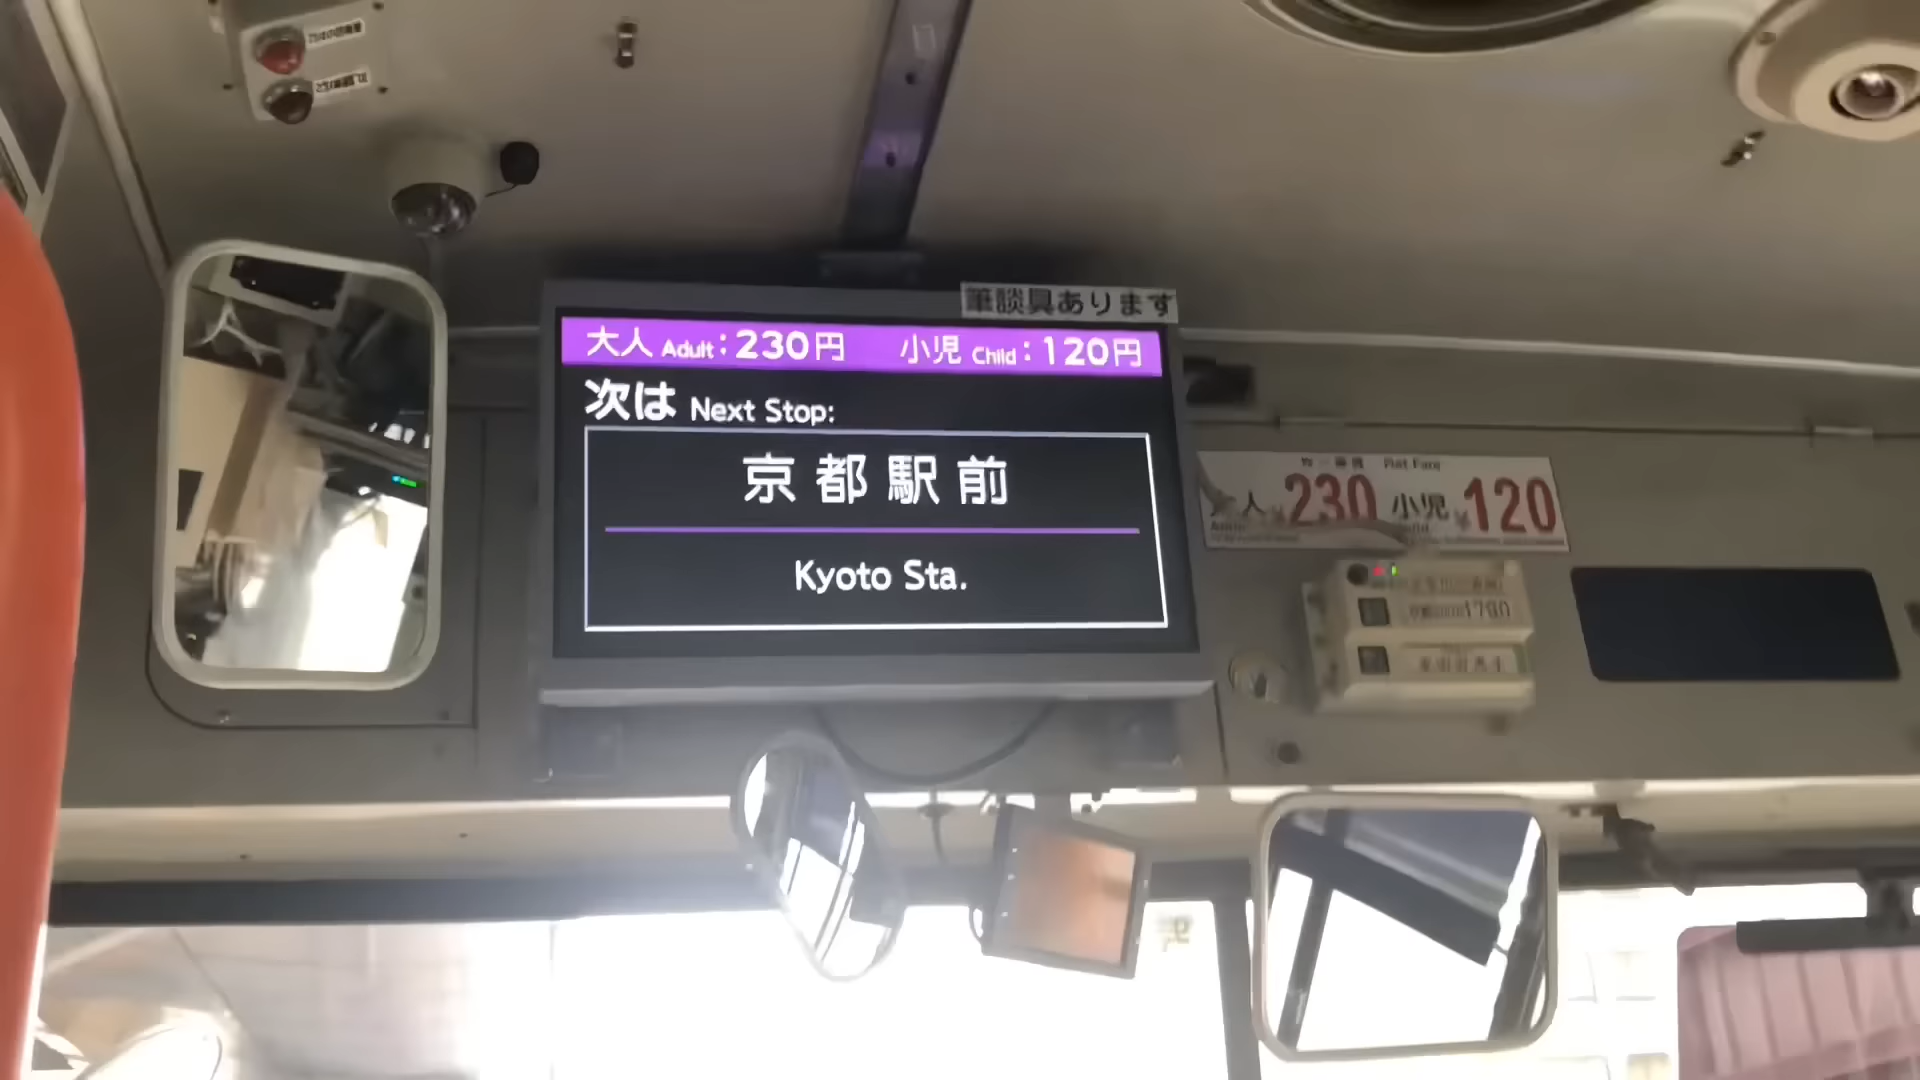 筆談具あります
大人 Adult : 230円 小児 Child : 120円
次は Next Stop:
京都駅前
Kyoto Sta.
大人 230 小児 120